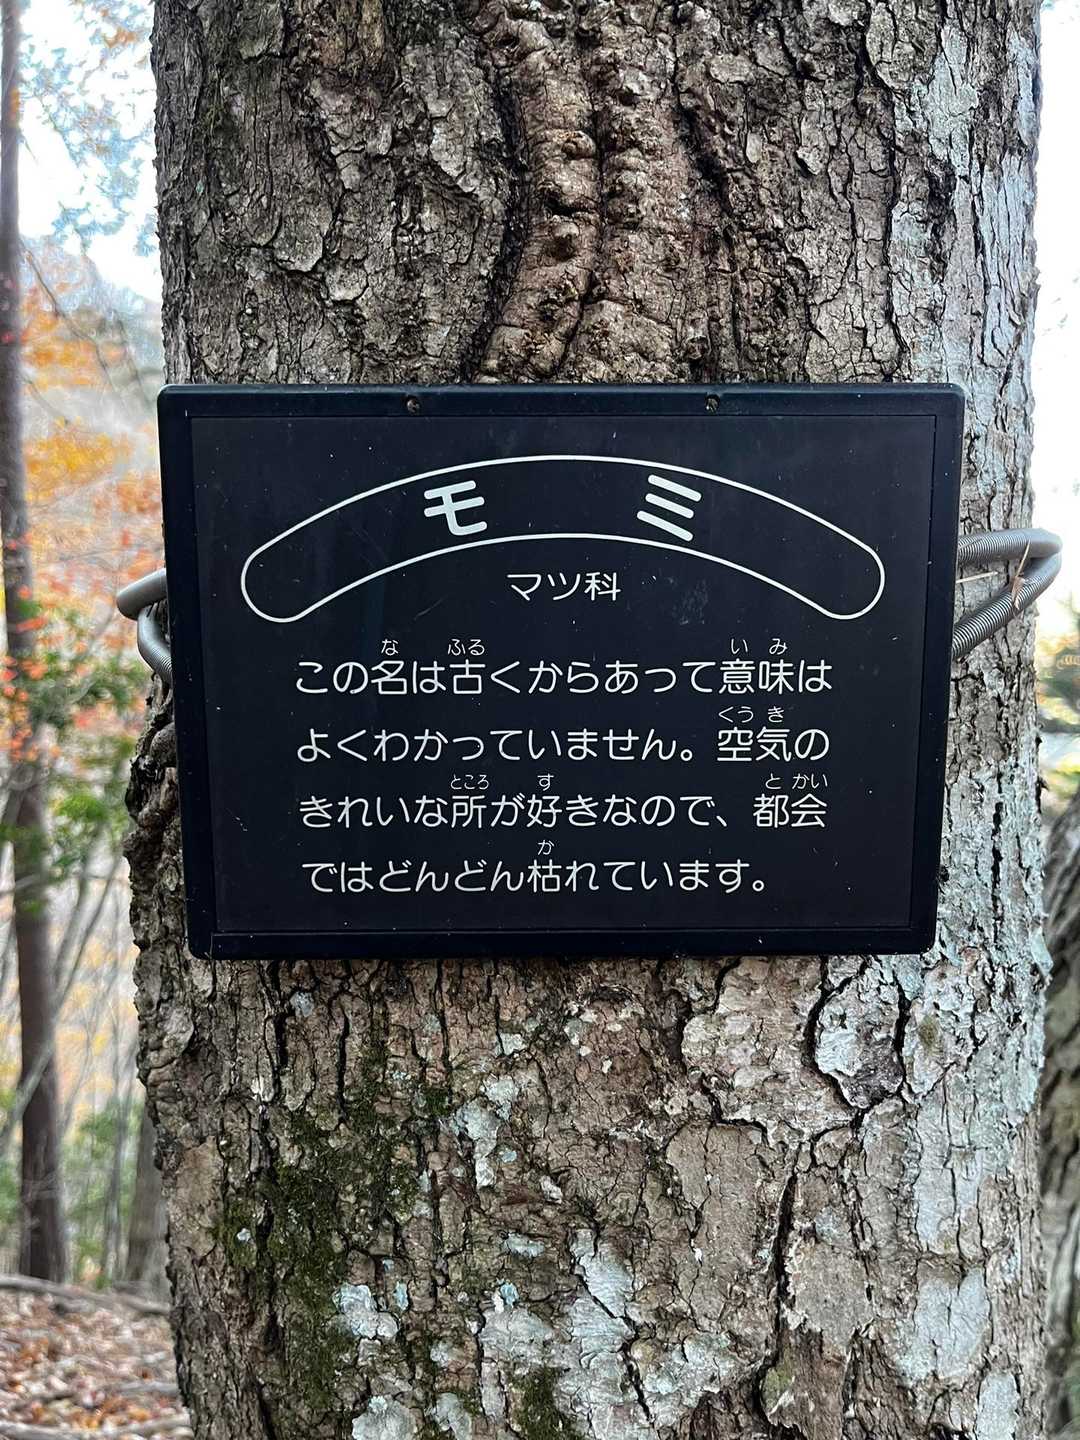 モミ
マツ科
この名は古くからあって意味は
よくわかっていません。空気の
きれいな所が好きなので、都会
ではどんどん枯れています。